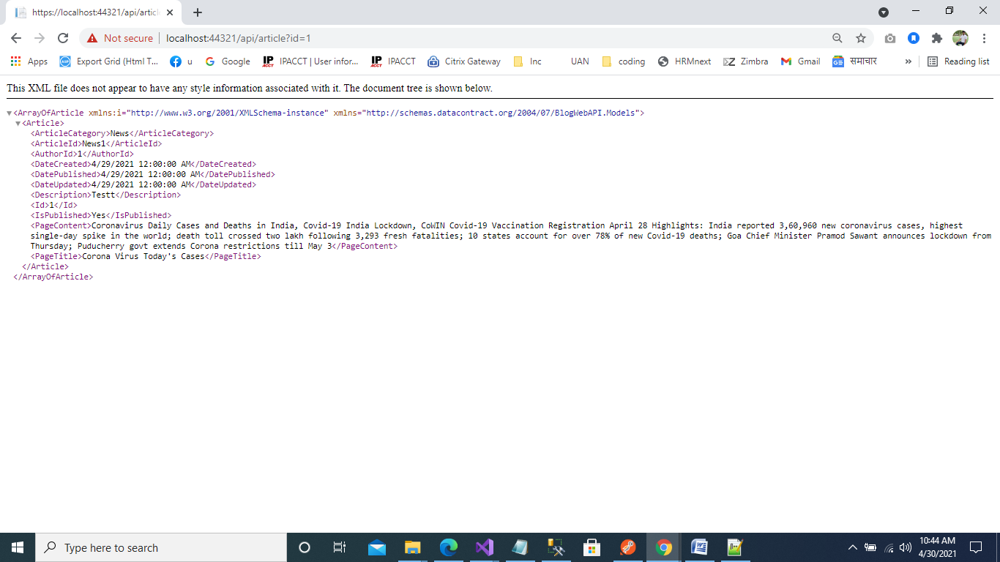 https://localhost:44321/api/articl
Not secure | localhost:44321/api/article?id=1
Apps Export Grid (Html T... u Google IPACCT | User infor... IPACCT Citrix Gateway Inc UAN coding HRMnext Zimbra Gmail समाचार » Reading list
This XML file does not appear to have any style information associated with it. The document tree is shown below.
<ArrayOfArticle xmlns:i="http://www.w3.org/2001/XMLSchema-instance" xmlns="http://schemas.datacontract.org/2004/07/BlogWebAPI.Models">
<Article>
<ArticleCategory>News</ArticleCategory>
<ArticleId>News1</ArticleId>
<AuthorId>1</AuthorId>
<DateCreated>4/29/2021 12:00:00 AM</DateCreated>
<DatePublished>4/29/2021 12:00:00 AM</DatePublished>
<DateUpdated>4/29/2021 12:00:00 AM</DateUpdated>
<Description>Testt</Description>
<Id>1</Id>
<IsPublished>Yes</IsPublished>
<PageContent>Coronavirus Daily Cases and Deaths in India, Covid-19 India Lockdown, CoWIN Covid-19 Vaccination Registration April 28 Highlights: India reported 3,60,960 new coronavirus cases, highest
single-day spike in the world; death toll crossed two lakh following 3,293 fresh fatalities; 10 states account for over 78% of new Covid-19 deaths; Goa Chief Minister Pramod Sawant announces lockdown from
Thursday; Puducherry govt extends Corona restrictions till May 3</PageContent>
<PageTitle>Corona Virus Today's Cases</PageTitle>
</Article>
</ArrayOfArticle>
Type here to search
10:44 AM
4/30/2021